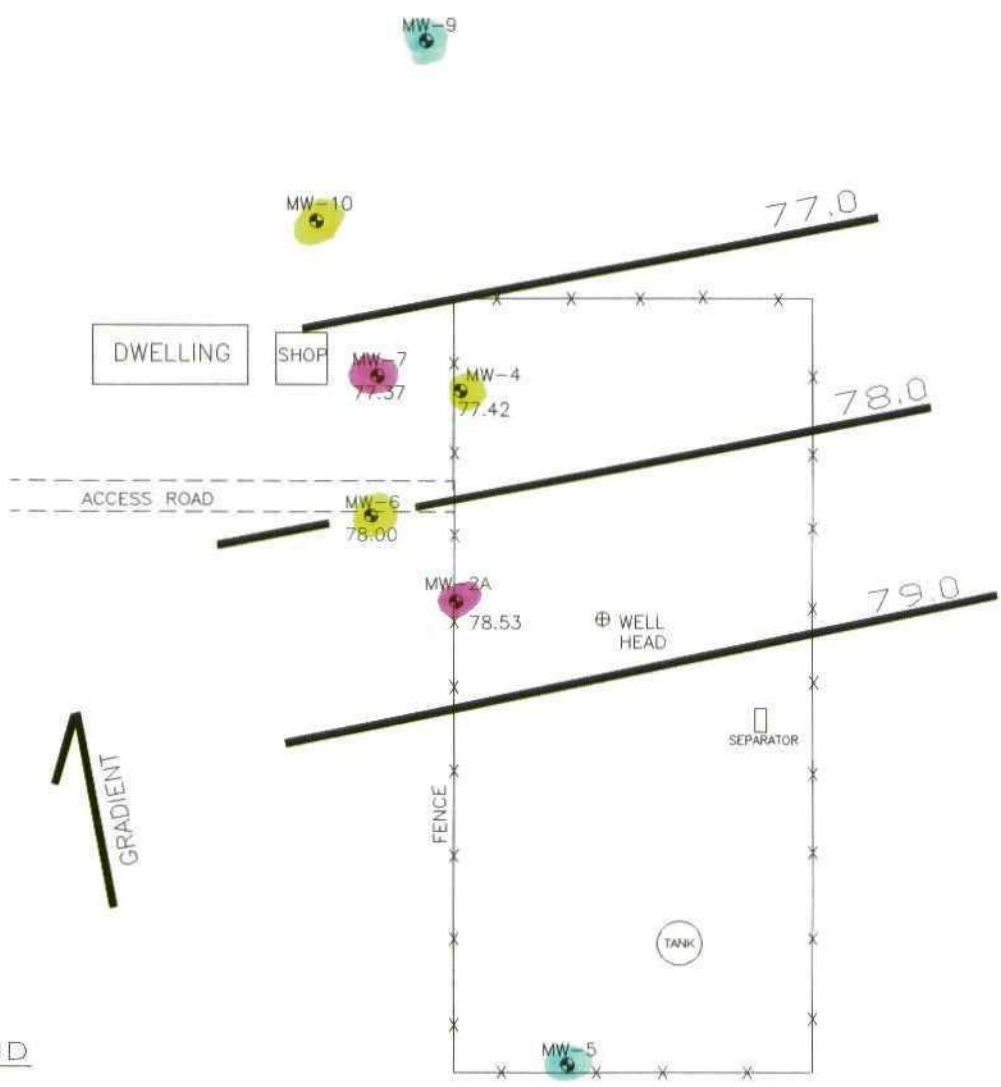 MW-9
MW-10
77.0
DWELLING
SHOP
MW-7
77.37
MW-4
77.42
78.0
ACCESS ROAD
MW-6
78.00
MW-2A
78.53
WELL
HEAD
79.0
SEPARATOR
GRADIENT
FENCE
TANK
MW-5